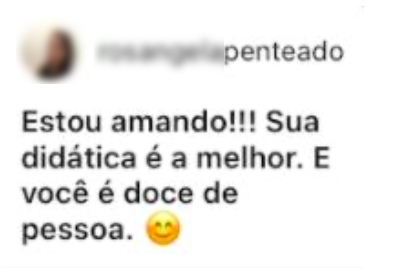 penteado
Estou amando!!! Sua
didática é a melhor. E
você é doce de
pessoa. 😊